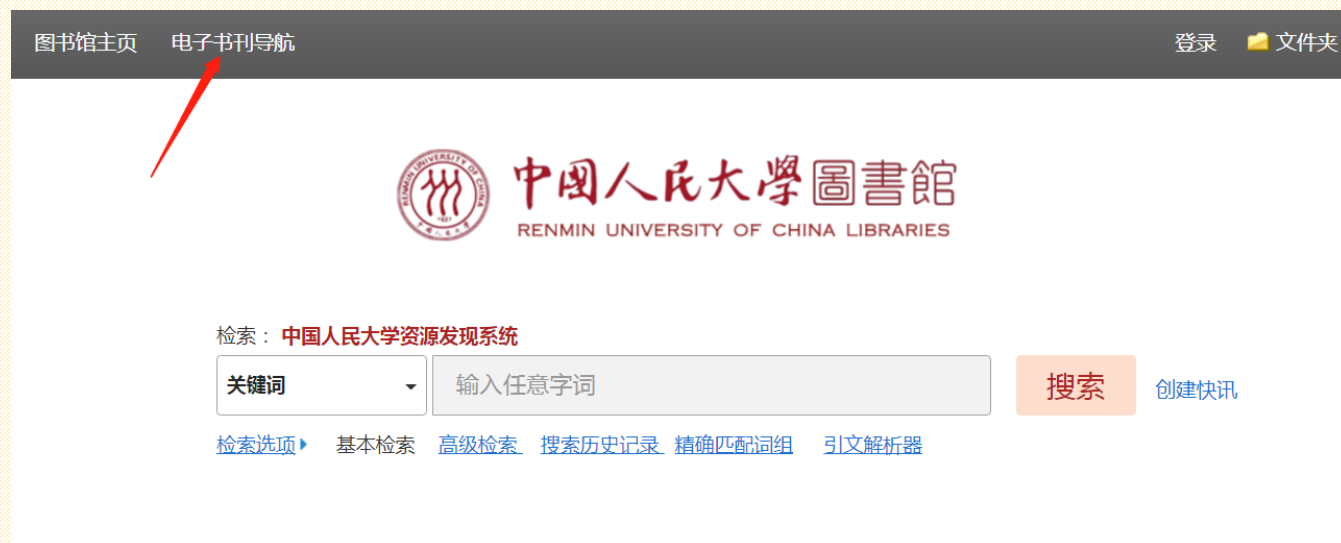 图书馆主页 电子书刊导航 登录 文件夹
中国人民大学圖書館
RENMIN UNIVERSITY OF CHINA LIBRARIES
检索： 中国人民大学资源发现系统
关键词 输入任意字词 搜索 创建快讯
检索选项 基本检索 高级检索 搜索历史记录 精确匹配词组 引文解析器